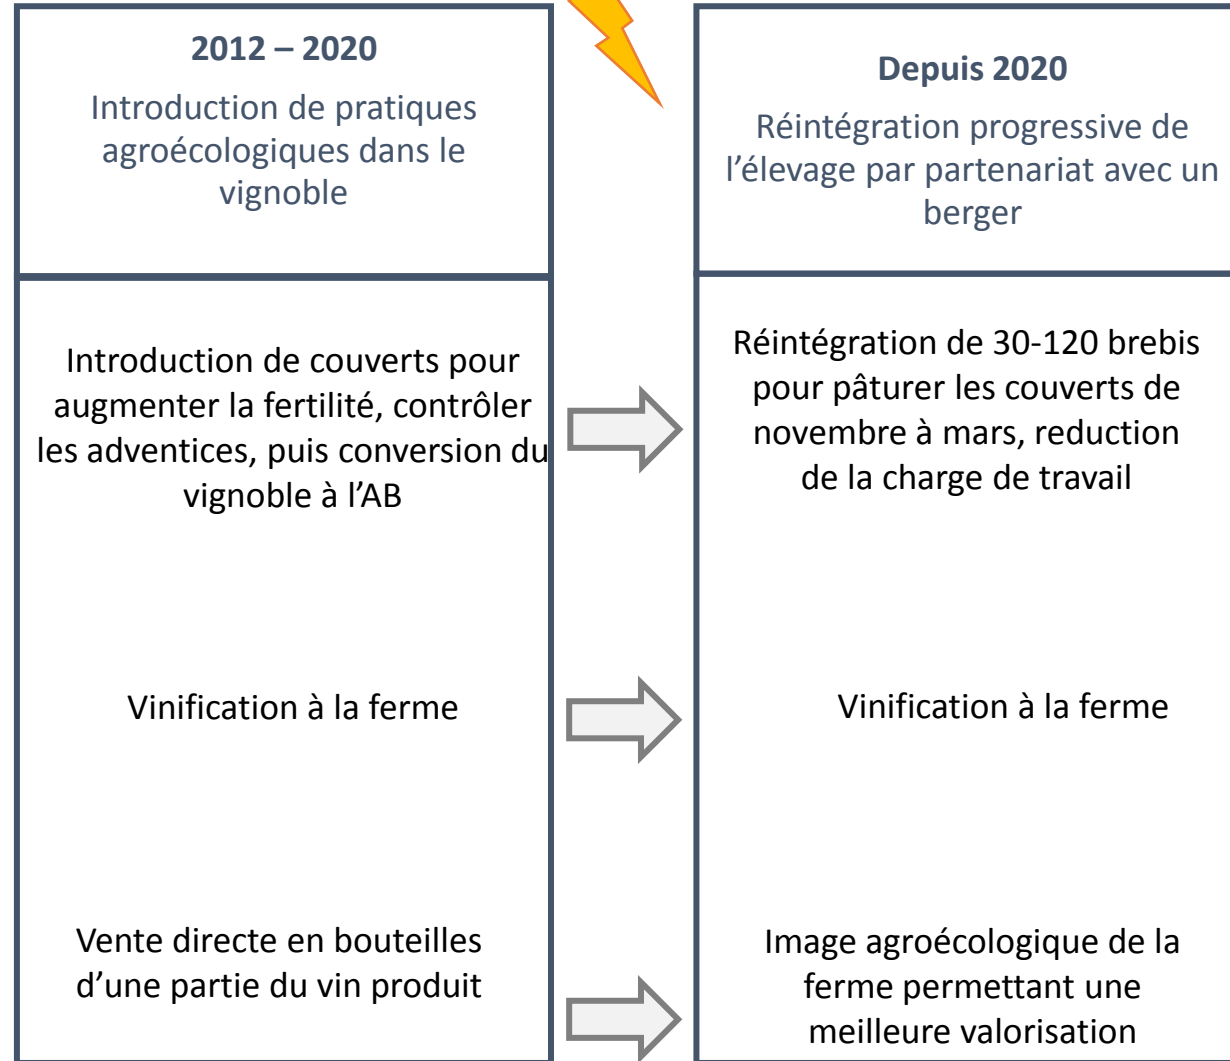 2012 – 2020
Introduction de pratiques
agroécologiques dans le
vignoble
Introduction de couverts pour
augmenter la fertilité, contrôler
les adventices, puis conversion du
vignoble à l’AB
Vinification à la ferme
Vente directe en bouteilles
d’une partie du vin produit
Depuis 2020
Réintégration progressive de
l’élevage par partenariat avec un
berger
Réintégration de 30-120 brebis
pour pâturer les couverts de
novembre à mars, reduction
de la charge de travail
Vinification à la ferme
Image agroécologique de la
ferme permettant une
meilleure valorisation